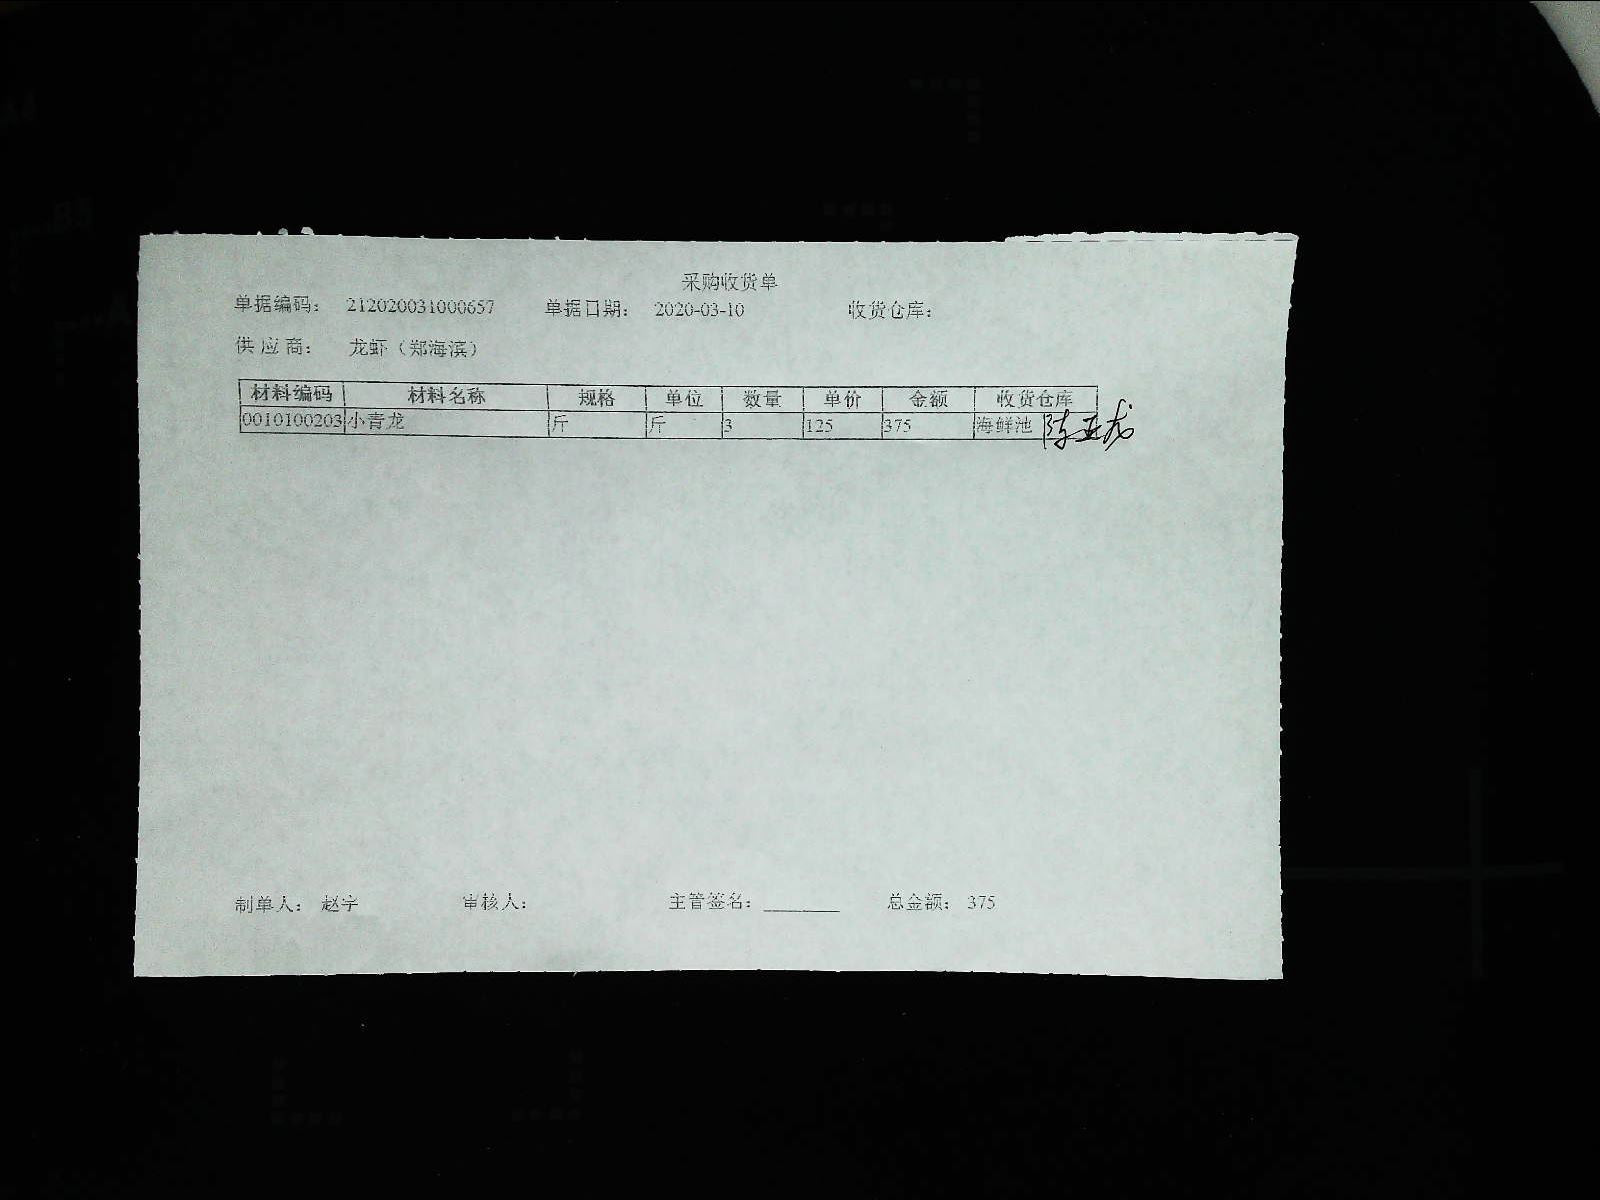 采购收货单
单据编码： 212020031000657 单据日期： 2020-03-10 收货仓库：
供应商： 龙虾（郑海滨）
材料编码 材料名称 规格 单位 数量 单价 金额 收货仓库
0010100203 小青龙 斤 斤 3 125 375 海鲜池 陈亚龙
制单人： 赵宇 审核人： 主管签名：________ 总金额： 375